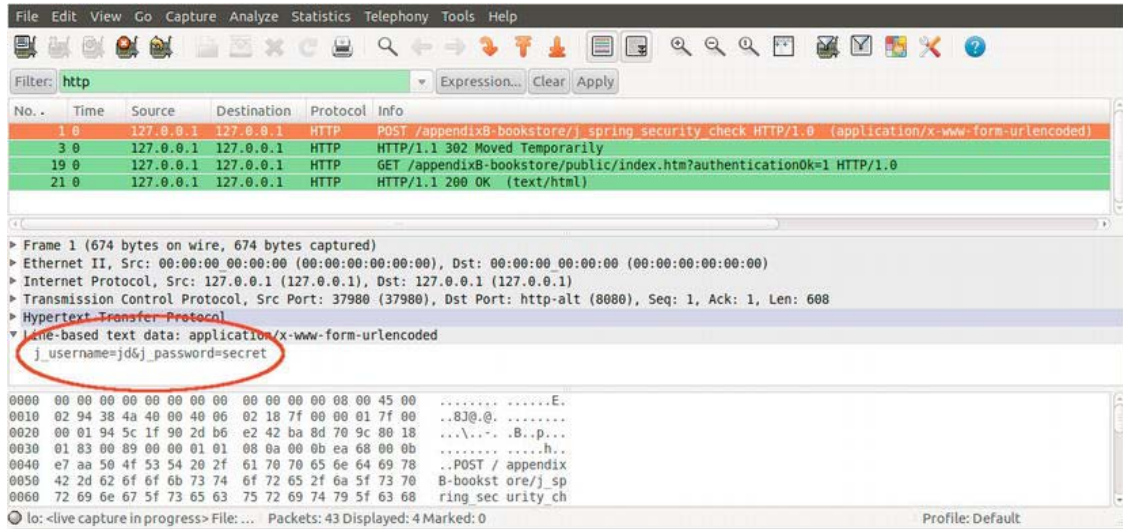 File Edit View Go Capture Analyze Statistics Telephony Tools Help
Filter: http Expression... Clear Apply
No. . Time Source Destination Protocol Info
1 0 127.0.0.1 127.0.0.1 HTTP POST /appendixB-bookstore/j_spring_security_check HTTP/1.0 (application/x-www-form-urlencoded)
3 0 127.0.0.1 127.0.0.1 HTTP HTTP/1.1 302 Moved Temporarily
19 0 127.0.0.1 127.0.0.1 HTTP GET /appendixB-bookstore/public/index.htm?authenticationOk=1 HTTP/1.0
21 0 127.0.0.1 127.0.0.1 HTTP HTTP/1.1 200 OK (text/html)
Frame 1 (674 bytes on wire, 674 bytes captured)
Ethernet II, Src: 00:00:00_00:00:00 (00:00:00:00:00:00), Dst: 00:00:00_00:00:00 (00:00:00:00:00:00)
Internet Protocol, Src: 127.0.0.1 (127.0.0.1), Dst: 127.0.0.1 (127.0.0.1)
Transmission Control Protocol, Src Port: 37980 (37980), Dst Port: http-alt (8080), Seq: 1, Ack: 1, Len: 608
Hypertext Transfer Protocol
Line-based text data: application/x-www-form-urlencoded
j_username=jd&j_password=secret
0000 00 00 00 00 00 00 00 00 00 00 00 00 08 00 45 00 ........ ......E.
0010 02 94 38 4a 40 00 40 06 02 18 7f 00 00 01 7f 00 ..8J@.@. ........
0020 00 01 94 5c 1f 90 2d b6 e2 42 ba 8d 70 9c 80 18 ...\..-. .B..p...
0030 01 83 00 89 00 00 01 01 08 0a 00 0b ea 68 00 0b ........ .....h..
0040 e7 aa 50 4f 53 54 20 2f 61 70 70 65 6e 64 69 78 ..POST / appendix
0050 42 2d 62 6f 6f 6b 73 74 6f 72 65 2f 6a 5f 73 70 B-bookst ore/j_sp
0060 72 69 6e 67 5f 73 65 63 75 72 69 74 79 5f 63 68 ring_sec urity_ch
lo: <live capture in progress> File: ... Packets: 43 Displayed: 4 Marked: 0 Profile: Default